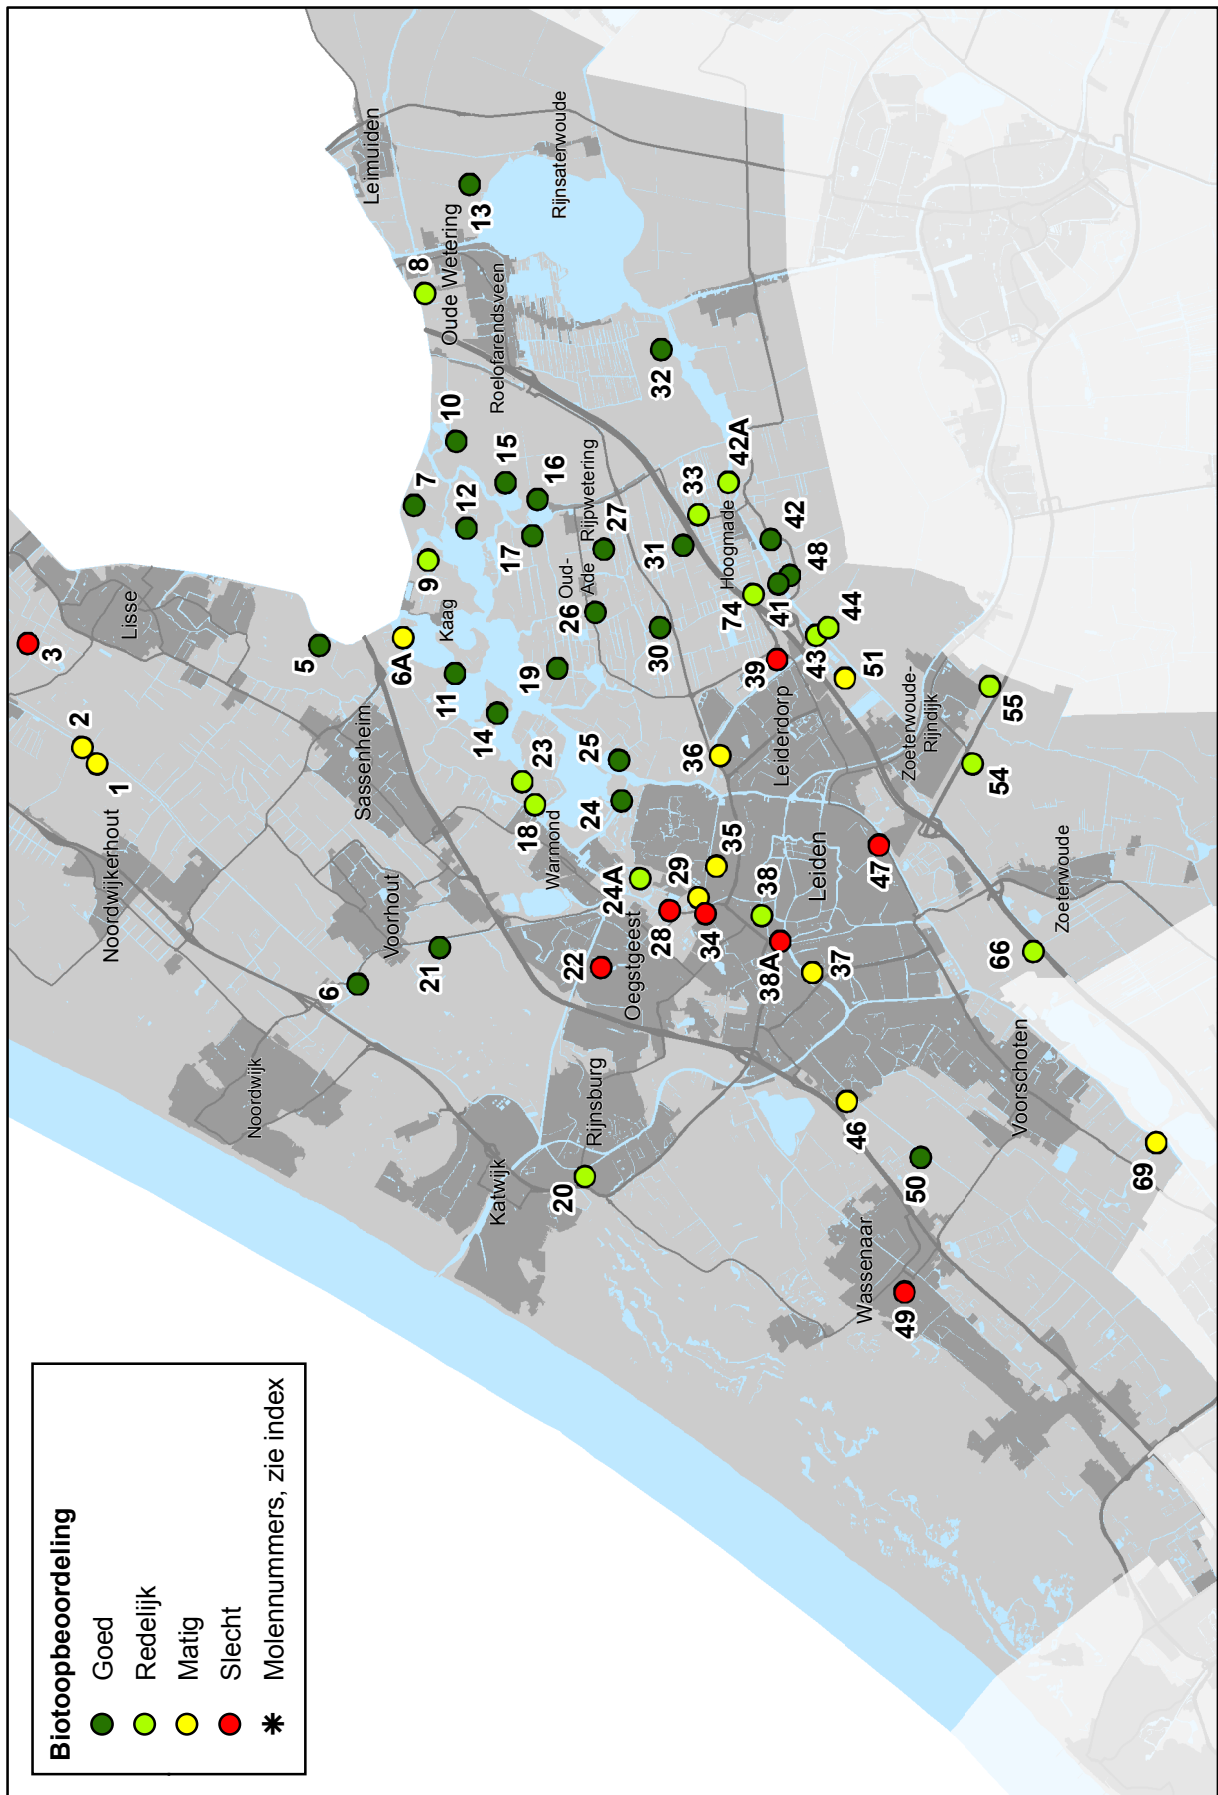 Biotoopbeoordeling
Goed
Redelijk
Matig
Slecht
* Molennummers, zie index
Noordwijk
Noordwijkerhout
Lisse
Leimuiden
Voorhout
Sassenheim
Kaag
Oude Wetering
Roelofarendsveen
Rijnsaterwoude
Katwijk
Rijnsburg
Oegstgeest
Warmond
Oud-
Ade
Rijpwetering
Hoogmade
Wassenaar
Leiden
Leiderdorp
Voorschoten
Zoeterwoude
Zoeterwoude-
Rijndijk
1
2
3
5
6
6A
7
8
9
10
11
12
13
14
15
16
17
18
19
20
21
22
23
24
24A
25
26
27
28
29
30
31
32
33
34
35
36
37
38
38A
39
41
42
42A
43
44
46
47
48
49
50
51
54
55
66
69
74